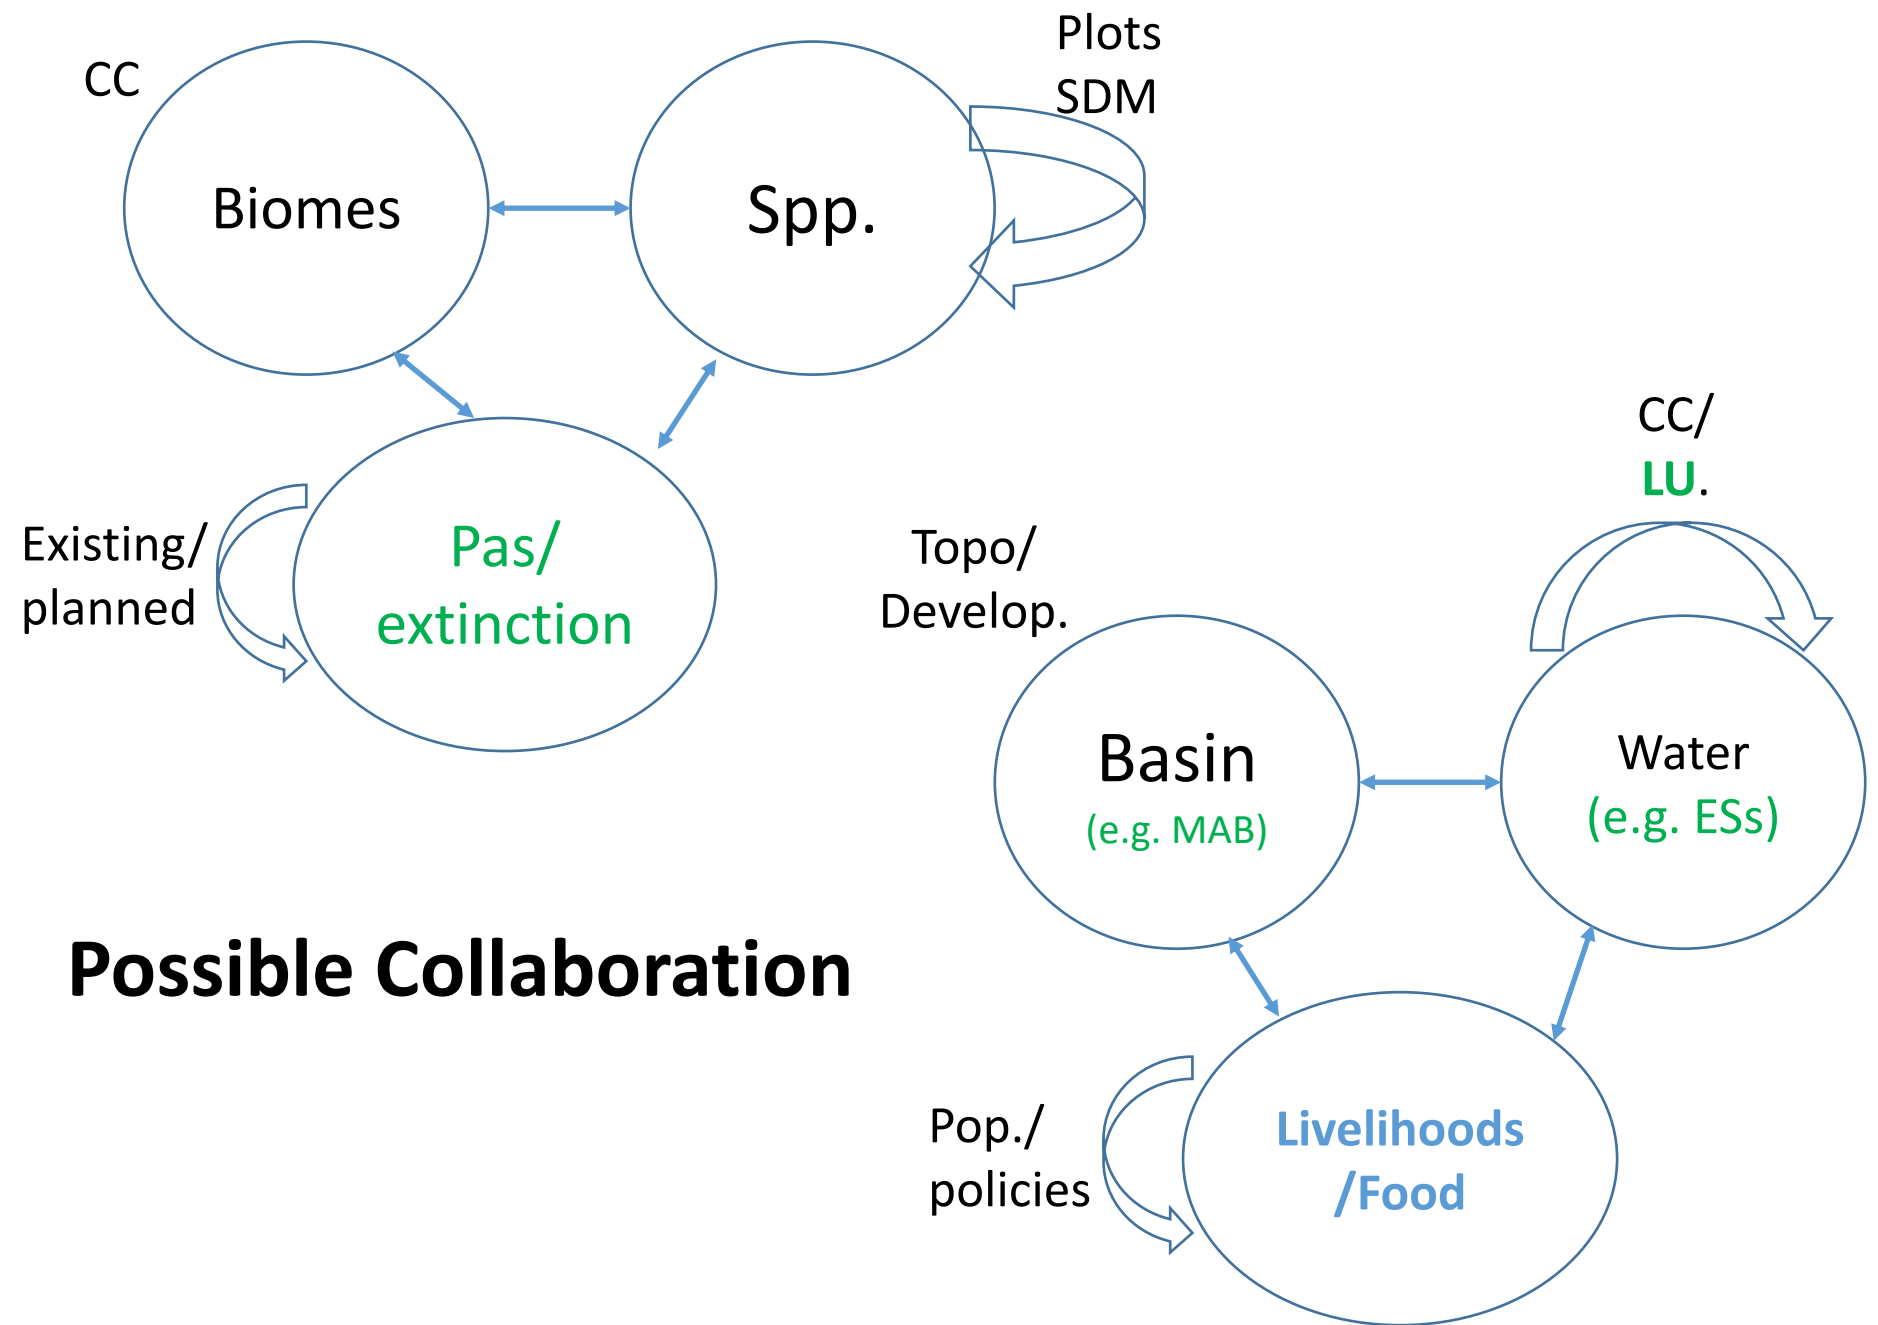 CC
Plots
SDM
Biomes
Spp.
Existing/
planned
Pas/
extinction
CC/
LU.
Topo/
Develop.
Basin
(e.g. MAB)
Water
(e.g. ESs)
Possible Collaboration
Pop./
policies
Livelihoods
/Food